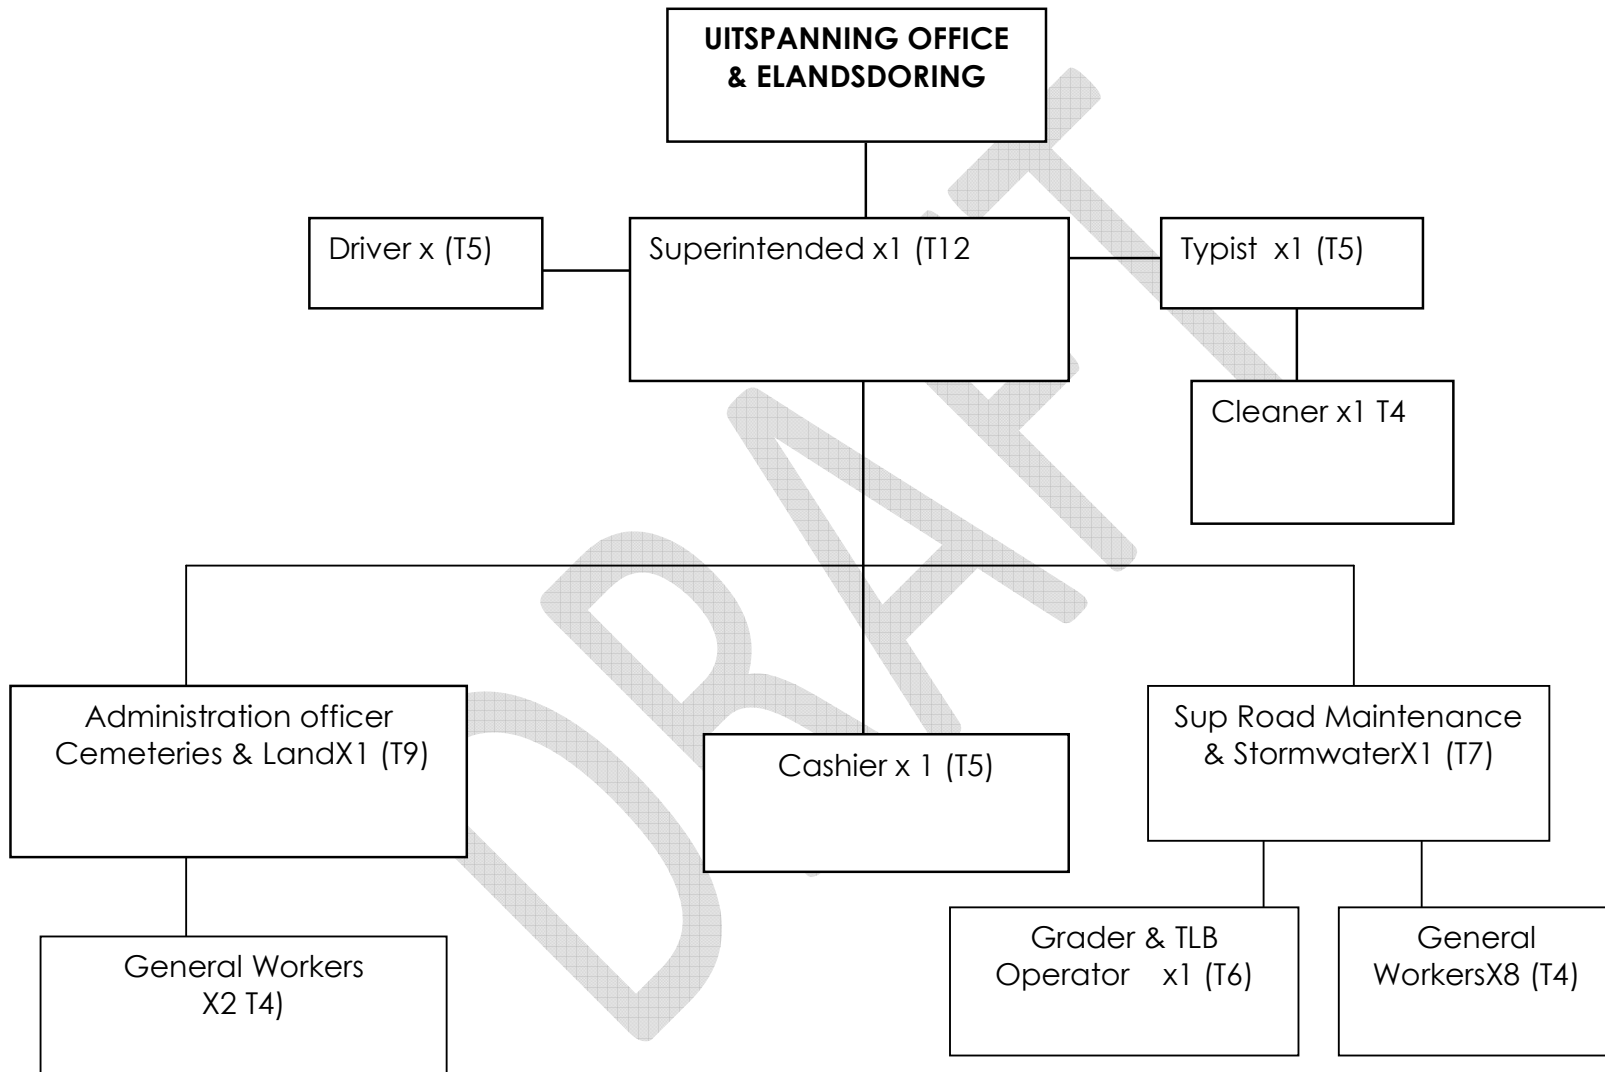 UITSPANNING OFFICE
& ELANDSDORING
Driver x (T5)
Superintended x1 (T12
Typist x1 (T5)
Cleaner x1 T4
Administration officer
Cemeteries & LandX1 (T9)
Cashier x 1 (T5)
Sup Road Maintenance
& StormwaterX1 (T7)
General Workers
X2 T4)
Grader & TLB
Operator x1 (T6)
General
WorkersX8 (T4)
DRAFT